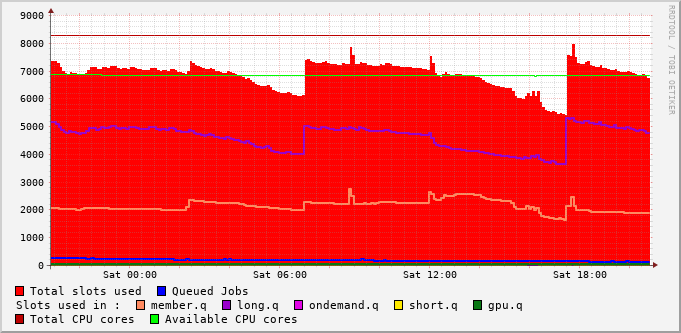 9000
8000
7000
6000
5000
4000
3000
2000
1000
0
Sat 00:00 Sat 06:00 Sat 12:00 Sat 18:00
RRDTOOL / TOBI OETIKER
Total slots used Queued Jobs
Slots used in : member.q long.q ondemand.q short.q gpu.q
Total CPU cores Available CPU cores